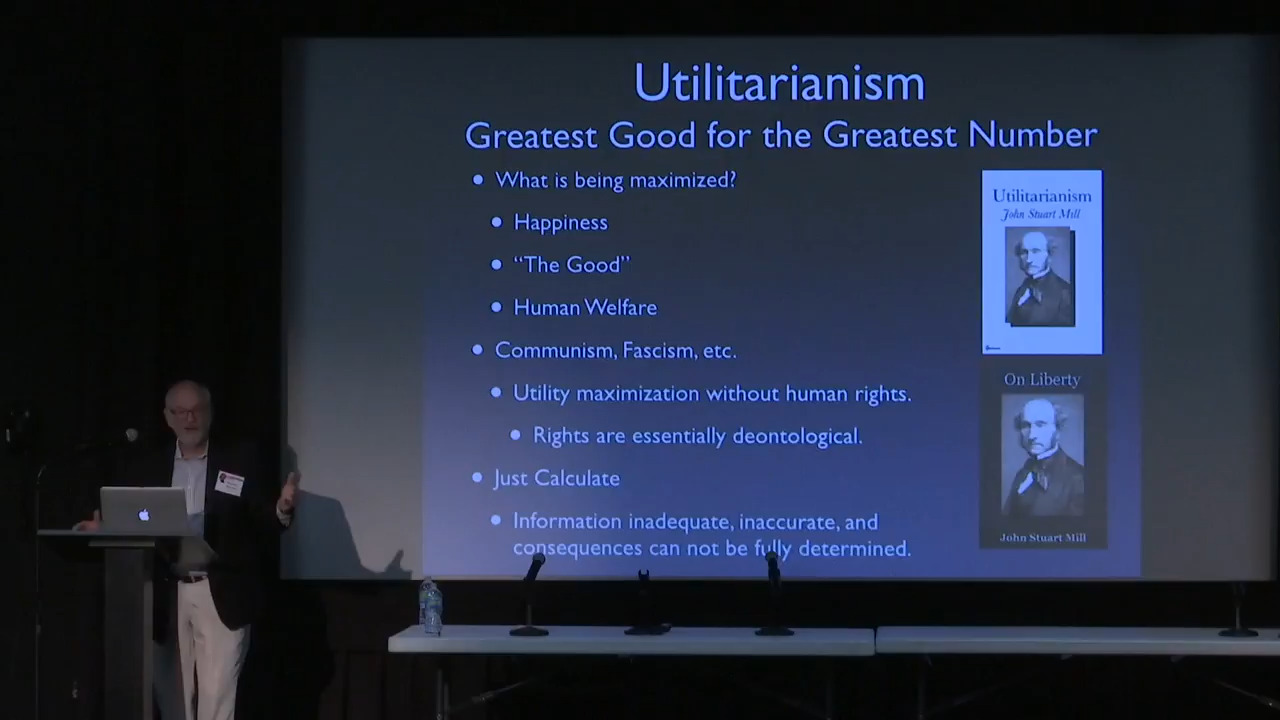 Utilitarianism
Greatest Good for the Greatest Number
• What is being maximized?
• Happiness
• “The Good”
• Human Welfare
• Communism, Fascism, etc.
• Utility maximization without human rights.
• Rights are essentially deontological.
• Just Calculate
• Information inadequate, inaccurate, and
consequences can not be fully determined.
Utilitarianism
John Stuart Mill
On Liberty
John Stuart Mill